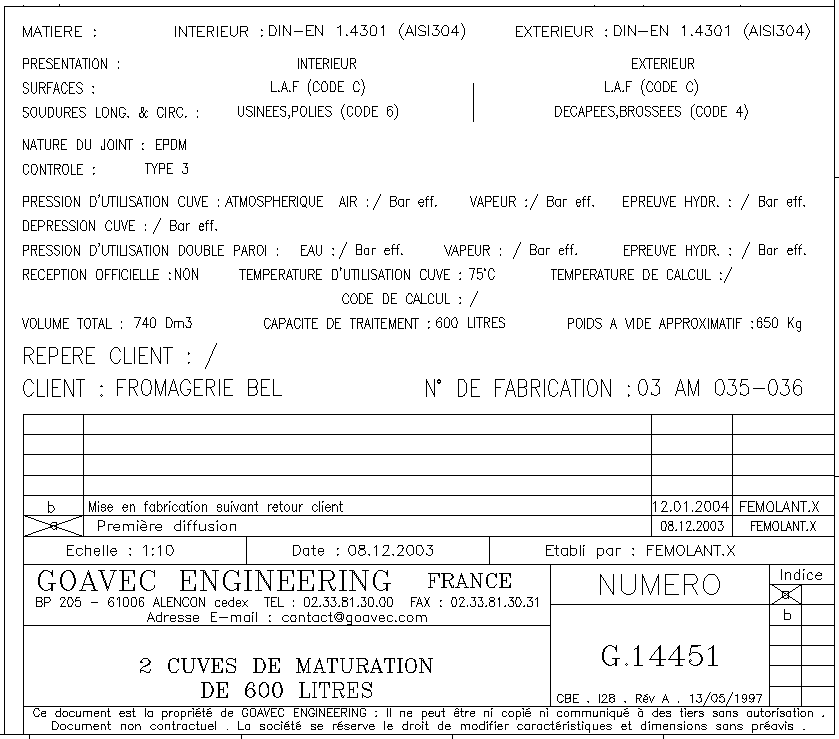 MATIERE : INTERIEUR : DIN-EN 1.4301 (AISI304) EXTERIEUR : DIN-EN 1.4301 (AISI304)
PRESENTATION : INTERIEUR EXTERIEUR
SURFACES : L.A.F (CODE C) L.A.F (CODE C)
SOUDURES LONG. & CIRC. : USINEES,POLIES (CODE 6) DECAPEES,BROSSEES (CODE 4)
NATURE DU JOINT : EPDM
CONTROLE : TYPE 3
PRESSION D'UTILISATION CUVE : ATMOSPHERIQUE AIR : / Bar eff. VAPEUR : / Bar eff. EPREUVE HYDR. : / Bar eff.
DEPRESSION CUVE : / Bar eff.
PRESSION D'UTILISATION DOUBLE PAROI : EAU : / Bar eff. VAPEUR : / Bar eff. EPREUVE HYDR. : / Bar eff.
RECEPTION OFFICIELLE : NON TEMPERATURE D'UTILISATION CUVE : 75°C TEMPERATURE DE CALCUL : /
CODE DE CALCUL : /
VOLUME TOTAL : 740 Dm3 CAPACITE DE TRAITEMENT : 600 LITRES POIDS A VIDE APPROXIMATIF : 650 Kg
REPERE CLIENT : /
CLIENT : FROMAGERIE BEL N° DE FABRICATION : 03 AM 035-036
b Mise en fabrication suivant retour client 12.01.2004 FEMOLANT.X
a Première diffusion 08.12.2003 FEMOLANT.X
Echelle : 1:10 Date : 08.12.2003 Etabli par : FEMOLANT.X
GOAVEC ENGINEERING FRANCE NUMERO Indice
BP 205 - 61006 ALENCON cedex TEL : 02.33.81.30.00 FAX : 02.33.81.30.31 a
Adresse E-mail : contact@goavec.com b
2 CUVES DE MATURATION G.14451
DE 600 LITRES
CBE . I28 . Rév A . 13/05/1997
Ce document est la propriété de GOAVEC ENGINEERING : Il ne peut être ni copié ni communiqué à des tiers sans autorisation .
Document non contractuel . La société se réserve le droit de modifier caractéristiques et dimensions sans préavis .